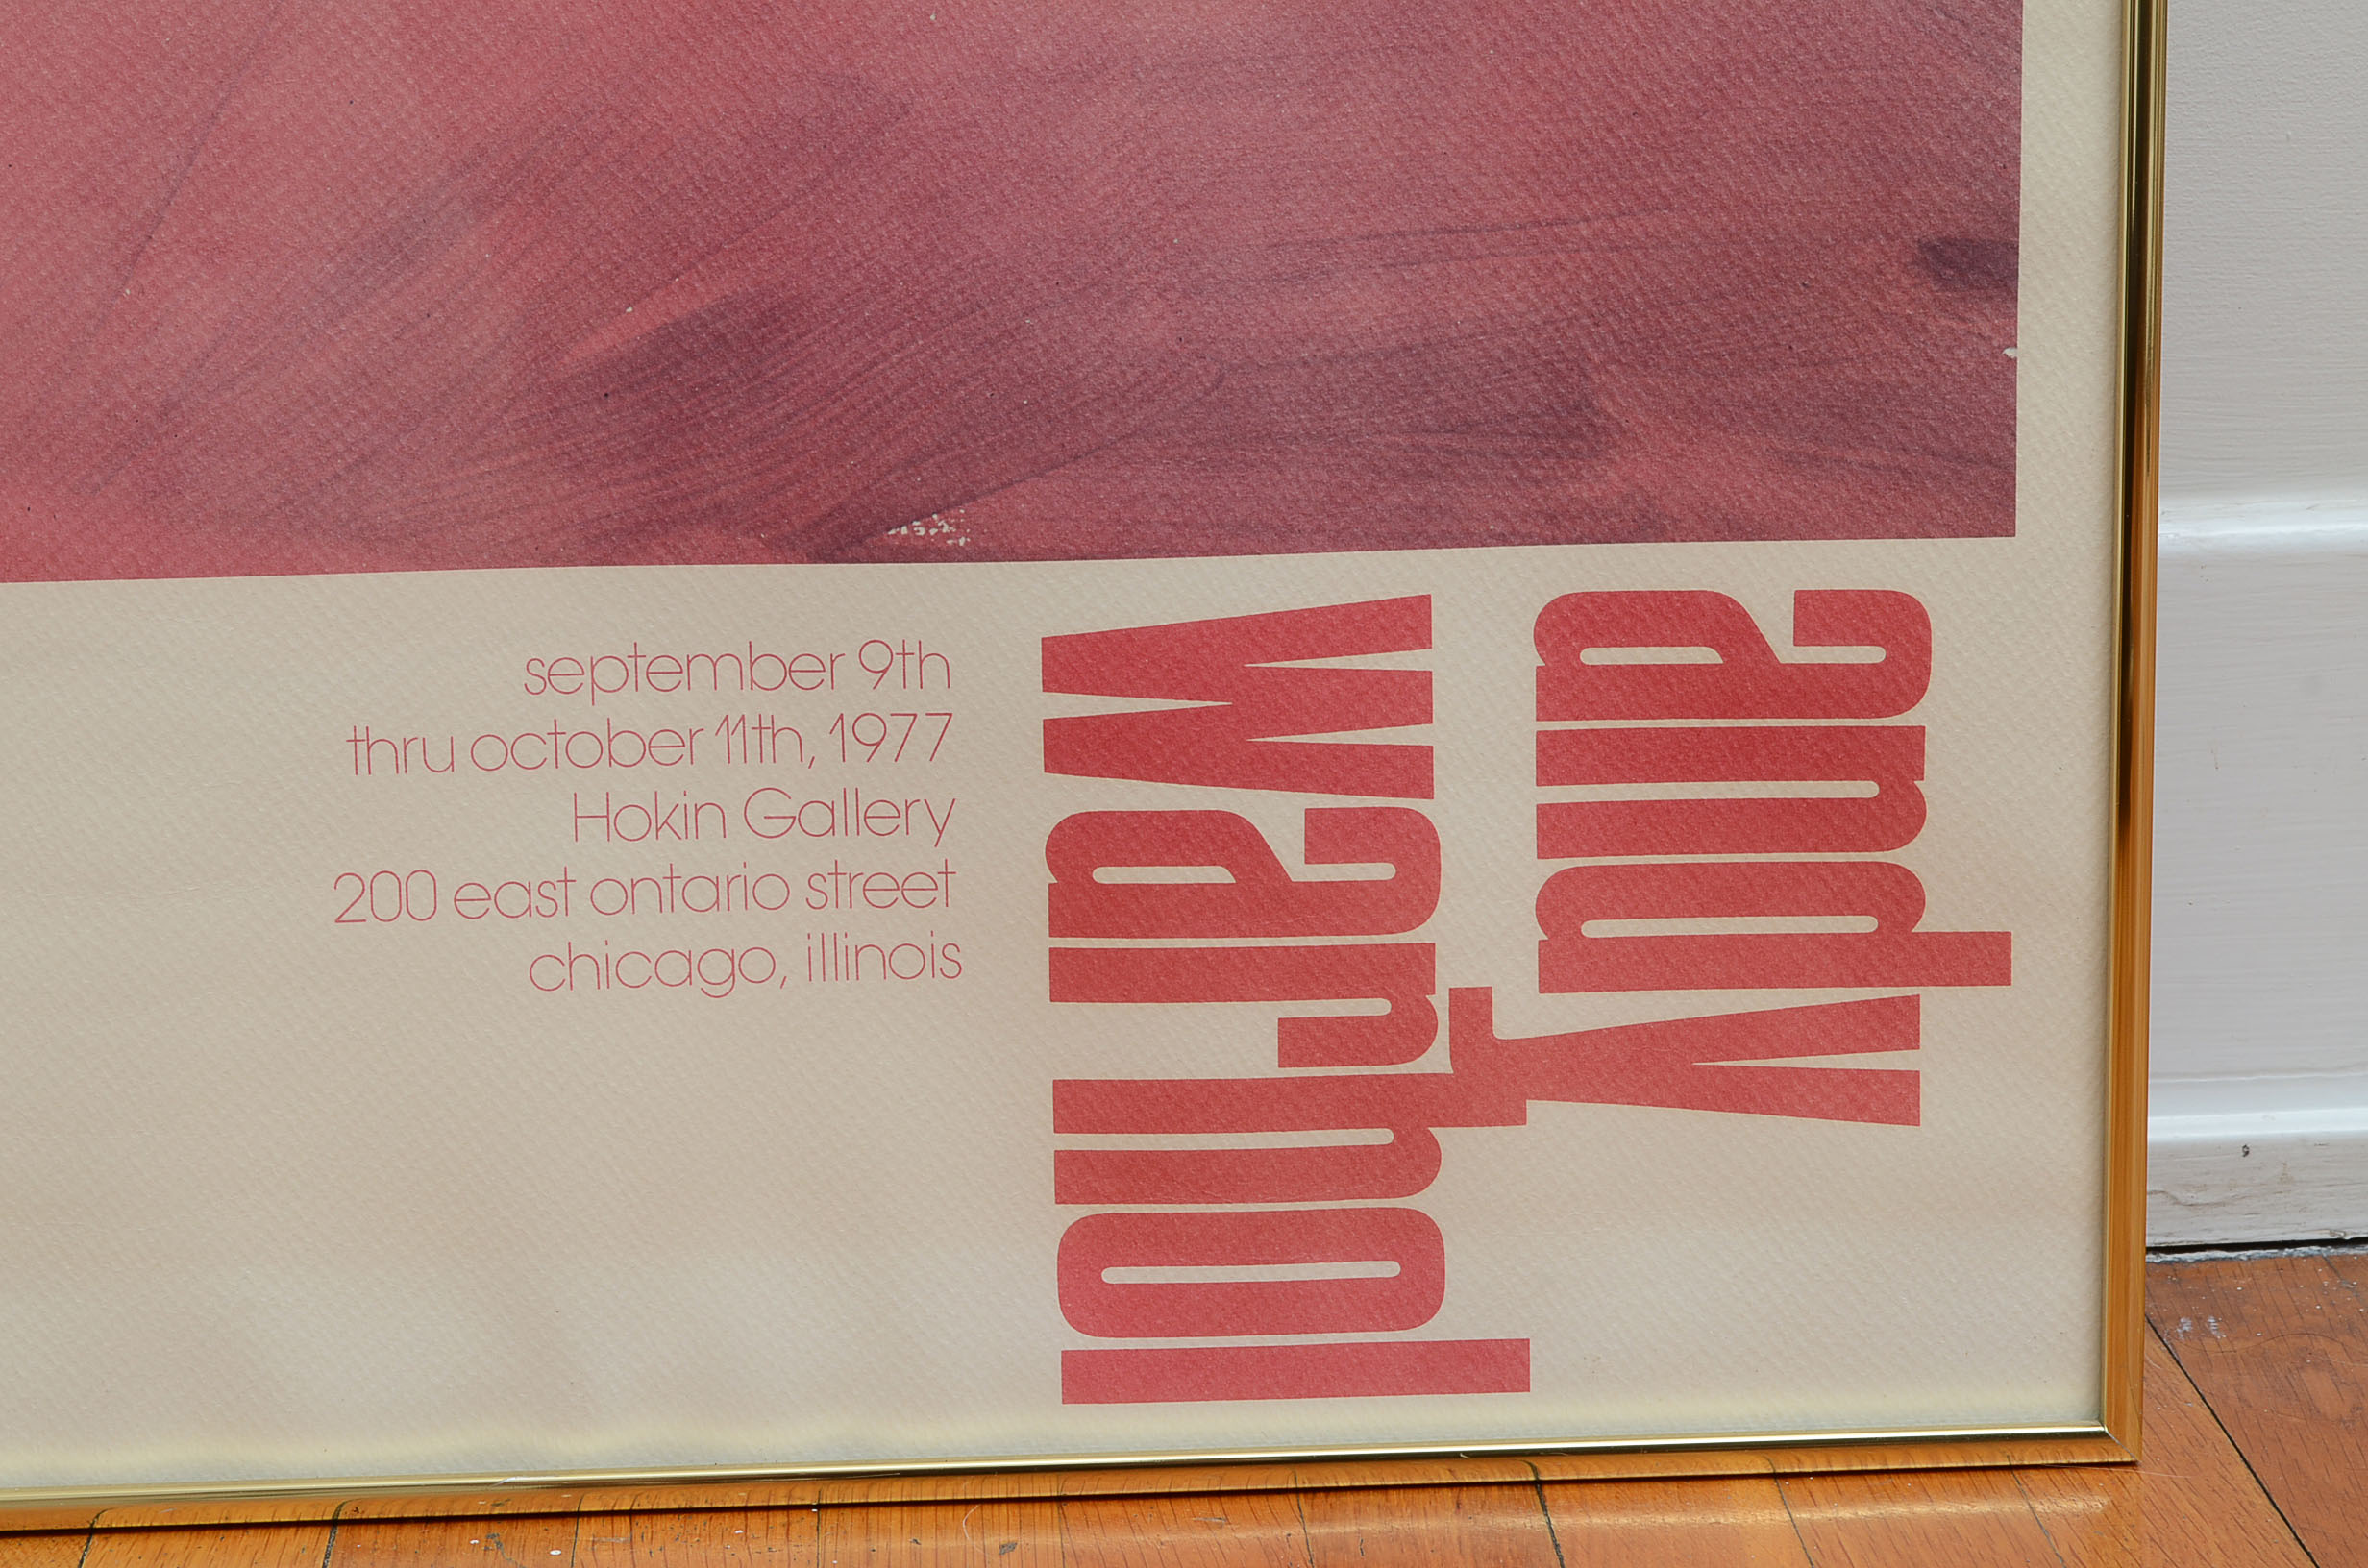 september 9th
thru october 11th, 1977
Hokin Gallery
200 east ontario street
chicago, illinois
andy
warhol